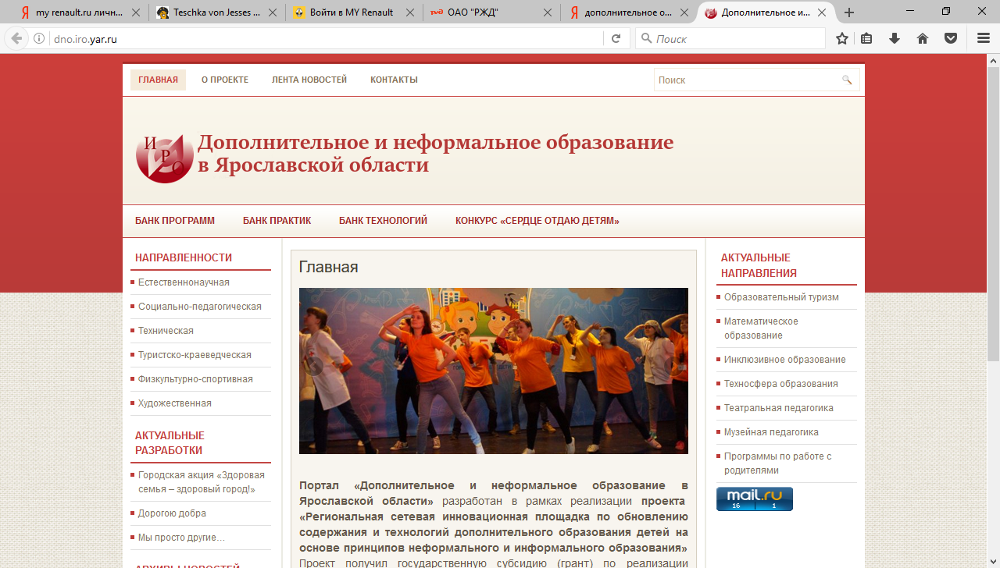 my renault.ru личн...
Teschka von Jesses ...
Войти в MY Renault
ОАО "РЖД"
дополнительное о...
Дополнительное и...
dno.iro.yar.ru
Поиск
ГЛАВНАЯ
О ПРОЕКТЕ
ЛЕНТА НОВОСТЕЙ
КОНТАКТЫ
Поиск
ИРО
Дополнительное и неформальное образование
в Ярославской области
БАНК ПРОГРАММ
БАНК ПРАКТИК
БАНК ТЕХНОЛОГИЙ
КОНКУРС «СЕРДЦЕ ОТДАЮ ДЕТЯМ»
НАПРАВЛЕННОСТИ
Естественнонаучная
Социально-педагогическая
Техническая
Туристско-краеведческая
Физкультурно-спортивная
Художественная
АКТУАЛЬНЫЕ
РАЗРАБОТКИ
Городская акция «Здоровая
семья – здоровый город!»
Дорогою добра
Мы просто другие…
АРХИВЫ НОВОСТЕЙ
Главная
Портал «Дополнительное и неформальное образование в
Ярославской области» разработан в рамках реализации проекта
«Региональная сетевая инновационная площадка по обновлению
содержания и технологий дополнительного образования детей на
основе принципов неформального и информального образования»
Проект получил государственную субсидию (грант) по реализации
АКТУАЛЬНЫЕ
НАПРАВЛЕНИЯ
Образовательный туризм
Математическое
образование
Инклюзивное образование
Техносфера образования
Театральная педагогика
Музейная педагогика
Программы по работе с
родителями
mail.ru
16 1